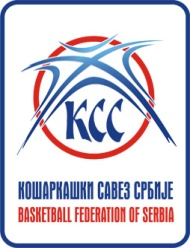 КСС
КОШАРКАШКИ САВЕЗ СРБИЈЕ
BASKETBALL FEDERATION OF SERBIA